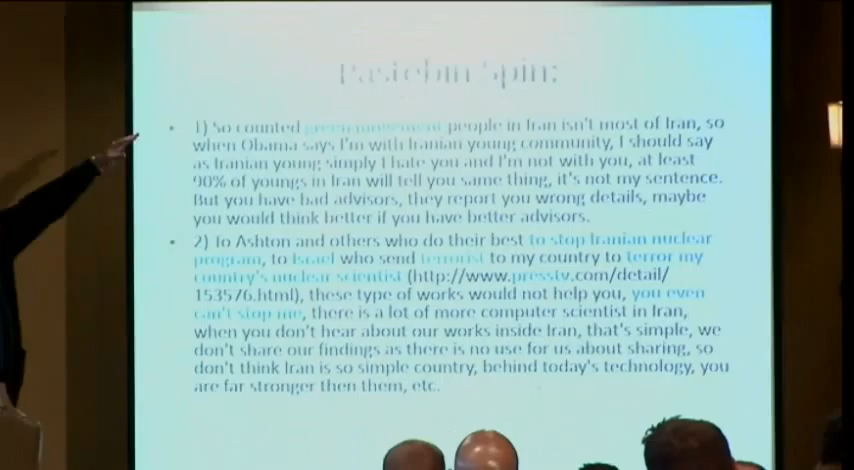 Pastebin Spin:
• 1) So counted green movement people in Iran isn't most of Iran, so
when Obama says I'm with Iranian young community, I should say
as Iranian young simply I hate you and I'm not with you, at least
90% of youngs in Iran will tell you same thing, it's not my sentence.
But you have bad advisors, they report you wrong details, maybe
you would think better if you have better advisors.
• 2) To Ashton and others who do their best to stop Iranian nuclear
program, to Israel who send terrorist to my country to terror my
country's nuclear scientist (http://www.presstv.com/detail/
153576.html), these type of works would not help you, you even
can't stop me, there is a lot of more computer scientist in Iran,
when you don't hear about our works inside Iran, that's simple, we
don't share our findings as there is no use for us about sharing, so
don't think Iran is so simple country, behind today's technology, you
are far stronger then them, etc.